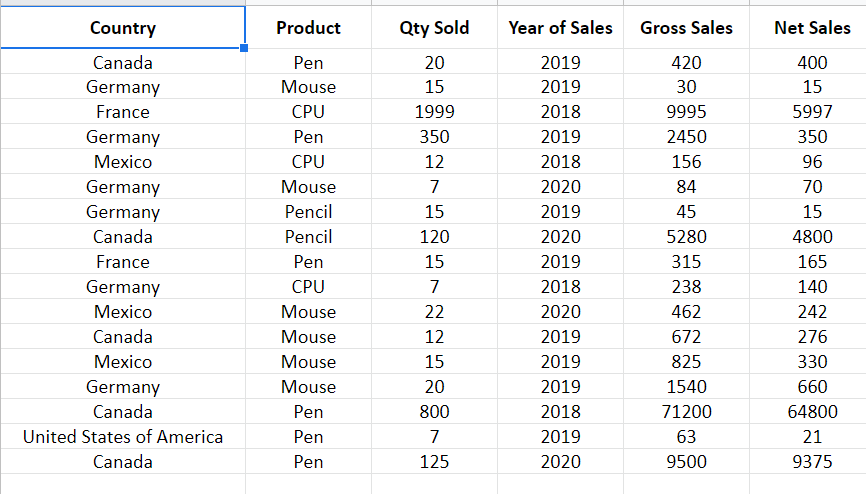 Country Product Qty Sold Year of Sales Gross Sales Net Sales
Canada Pen 20 2019 420 400
Germany Mouse 15 2019 30 15
France CPU 1999 2018 9995 5997
Germany Pen 350 2019 2450 350
Mexico CPU 12 2018 156 96
Germany Mouse 7 2020 84 70
Germany Pencil 15 2019 45 15
Canada Pencil 120 2020 5280 4800
France Pen 15 2019 315 165
Germany CPU 7 2018 238 140
Mexico Mouse 22 2020 462 242
Canada Mouse 12 2019 672 276
Mexico Mouse 15 2019 825 330
Germany Mouse 20 2019 1540 660
Canada Pen 800 2018 71200 64800
United States of America Pen 7 2019 63 21
Canada Pen 125 2020 9500 9375